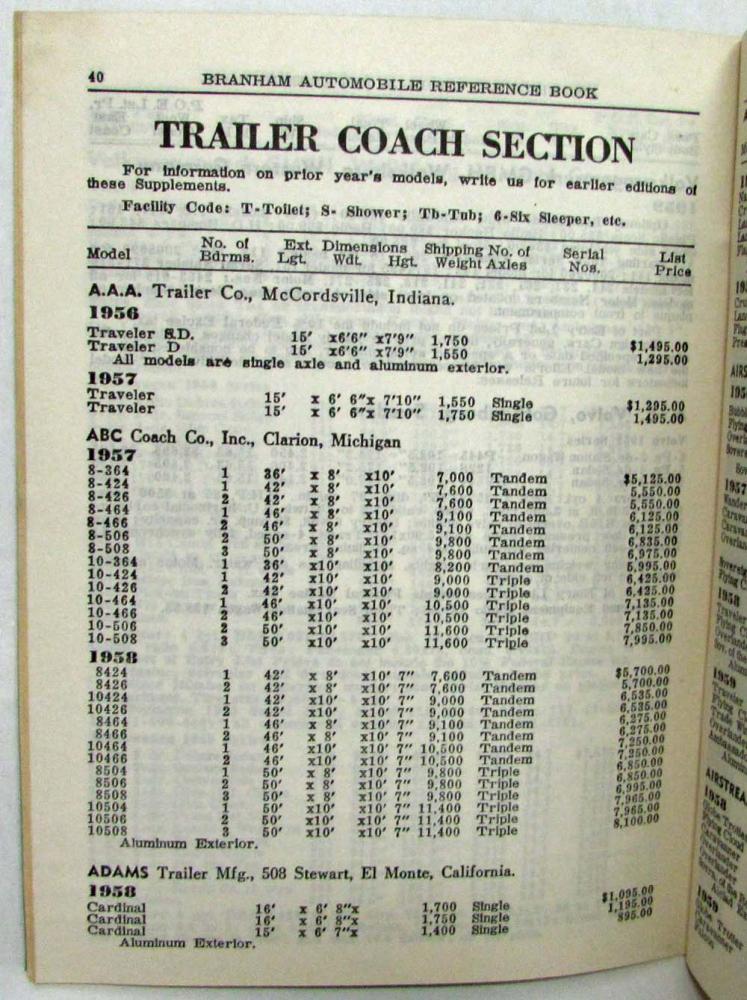 40 BRANHAM AUTOMOBILE REFERENCE BOOK
TRAILER COACH SECTION
For information on prior year's models, write us for earlier editions of
these Supplements.
Facility Code: T-Toilet; S- Shower; Tb-Tub; 6-Six Sleeper, etc.
No. of Ext. Dimensions Shipping No. of Serial List
Model Bdrms. Lgt. Wdt. Hgt. Weight Axles Nos. Price
A.A.A. Trailer Co., McCordsville, Indiana.
1956
Traveler S.D. 15' x6'6" x7'9" 1,750 $1,495.00
Traveler D 15' x6'6" x7'9" 1,550 1,295.00
All models are single axle and aluminum exterior.
1957
Traveler 15' x 6' 6"x 7'10" 1,550 Single $1,295.00
Traveler 15' x 6' 6"x 7'10" 1,750 Single 1,495.00
ABC Coach Co., Inc., Clarion, Michigan
1957
8-364 1 36' x 8' x10' 7,000 Tandem $5,125.00
8-424 1 42' x 8' x10' 7,600 Tandem 5,550.00
8-426 2 42' x 8' x10' 7,600 Tandem 5,550.00
8-464 1 46' x 8' x10' 9,100 Tandem 6,125.00
8-466 2 46' x 8' x10' 9,100 Tandem 6,125.00
8-506 2 50' x 8' x10' 9,800 Tandem 6,835.00
8-508 3 50' x 8' x10' 9,800 Tandem 6,975.00
10-364 1 36' x10' x10' 8,200 Tandem 5,995.00
10-424 1 42' x10' x10' 9,000 Triple 6,425.00
10-426 2 42' x10' x10' 9,000 Triple 6,425.00
10-464 1 46' x10' x10' 10,500 Triple 7,135.00
10-466 2 46' x10' x10' 10,500 Triple 7,135.00
10-506 2 50' x10' x10' 11,600 Triple 7,850.00
10-508 3 50' x10' x10' 11,600 Triple 7,995.00
1958
8424 1 42' x 8' x10' 7" 7,600 Tandem $5,700.00
8426 2 42' x 8' x10' 7" 7,600 Tandem 5,700.00
10424 1 42' x10' x10' 7" 9,000 Tandem 6,535.00
10426 2 42' x10' x10' 7" 9,000 Tandem 6,535.00
8464 1 46' x 8' x10' 7" 9,100 Tandem 6,275.00
8466 2 46' x 8' x10' 7" 9,100 Tandem 6,275.00
10464 1 46' x10' x10' 7" 10,500 Tandem 7,250.00
10466 2 46' x10' x10' 7" 10,500 Tandem 7,250.00
8504 1 50' x 8' x10' 7" 9,800 Triple 6,850.00
8506 2 50' x 8' x10' 7" 9,800 Triple 6,850.00
8508 3 50' x 8' x10' 7" 9,800 Triple 6,995.00
10504 1 50' x10' x10' 7" 11,400 Triple 7,965.00
10506 2 50' x10' x10' 7" 11,400 Triple 7,965.00
10508 3 50' x10' x10' 7" 11,400 Triple 8,100.00
Aluminum Exterior.
ADAMS Trailer Mfg., 508 Stewart, El Monte, California.
1958
Cardinal 16' x 6' 8"x 1,700 Single $1,095.00
Cardinal 16' x 6' 8"x 1,750 Single 1,195.00
Cardinal 15' x 6' 7"x 1,400 Single 895.00
Aluminum Exterior.